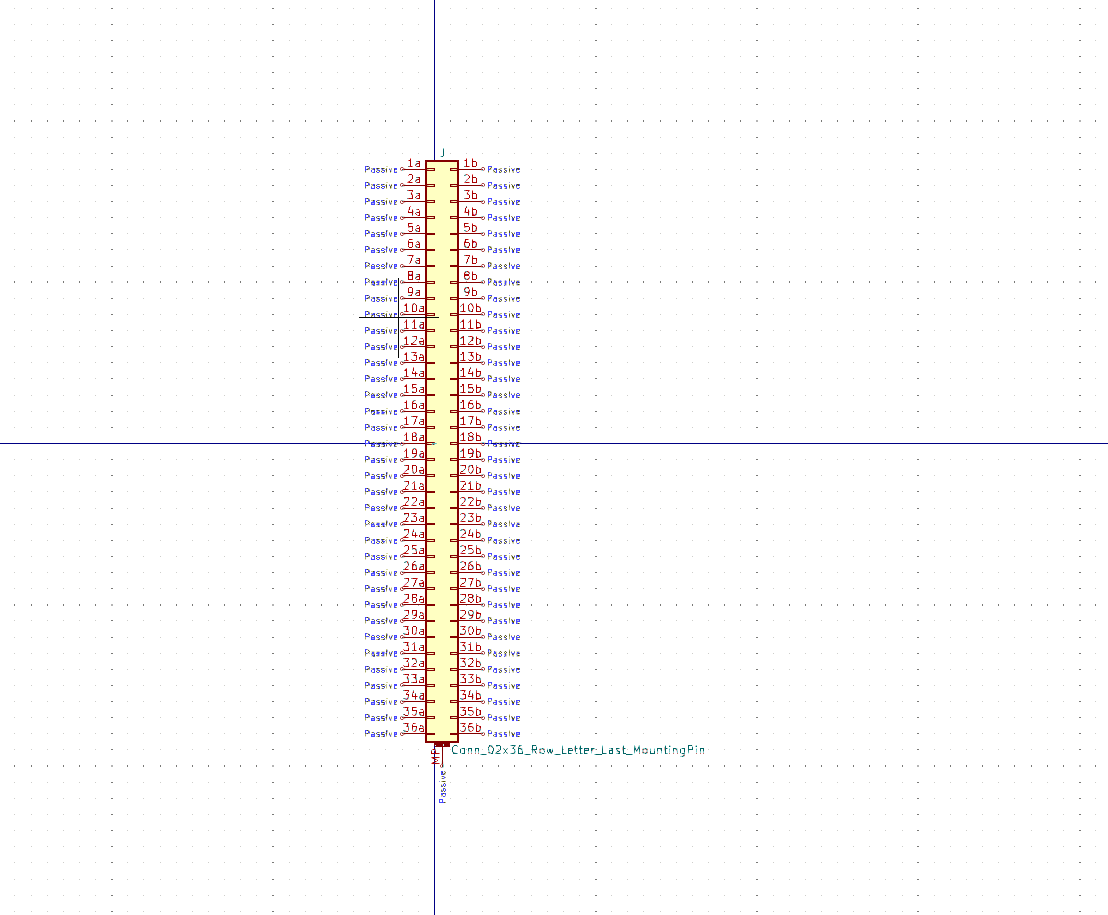 J
Passive 1a 1b Passive
Passive 2a 2b Passive
Passive 3a 3b Passive
Passive 4a 4b Passive
Passive 5a 5b Passive
Passive 6a 6b Passive
Passive 7a 7b Passive
Passive 8a 8b Passive
Passive 9a 9b Passive
Passive 10a 10b Passive
Passive 11a 11b Passive
Passive 12a 12b Passive
Passive 13a 13b Passive
Passive 14a 14b Passive
Passive 15a 15b Passive
Passive 16a 16b Passive
Passive 17a 17b Passive
Passive 18a 18b Passive
Passive 19a 19b Passive
Passive 20a 20b Passive
Passive 21a 21b Passive
Passive 22a 22b Passive
Passive 23a 23b Passive
Passive 24a 24b Passive
Passive 25a 25b Passive
Passive 26a 26b Passive
Passive 27a 27b Passive
Passive 28a 28b Passive
Passive 29a 29b Passive
Passive 30a 30b Passive
Passive 31a 31b Passive
Passive 32a 32b Passive
Passive 33a 33b Passive
Passive 34a 34b Passive
Passive 35a 35b Passive
Passive 36a 36b Passive
MP Conn_02x36_Row_Letter_Last_MountingPin
Passive